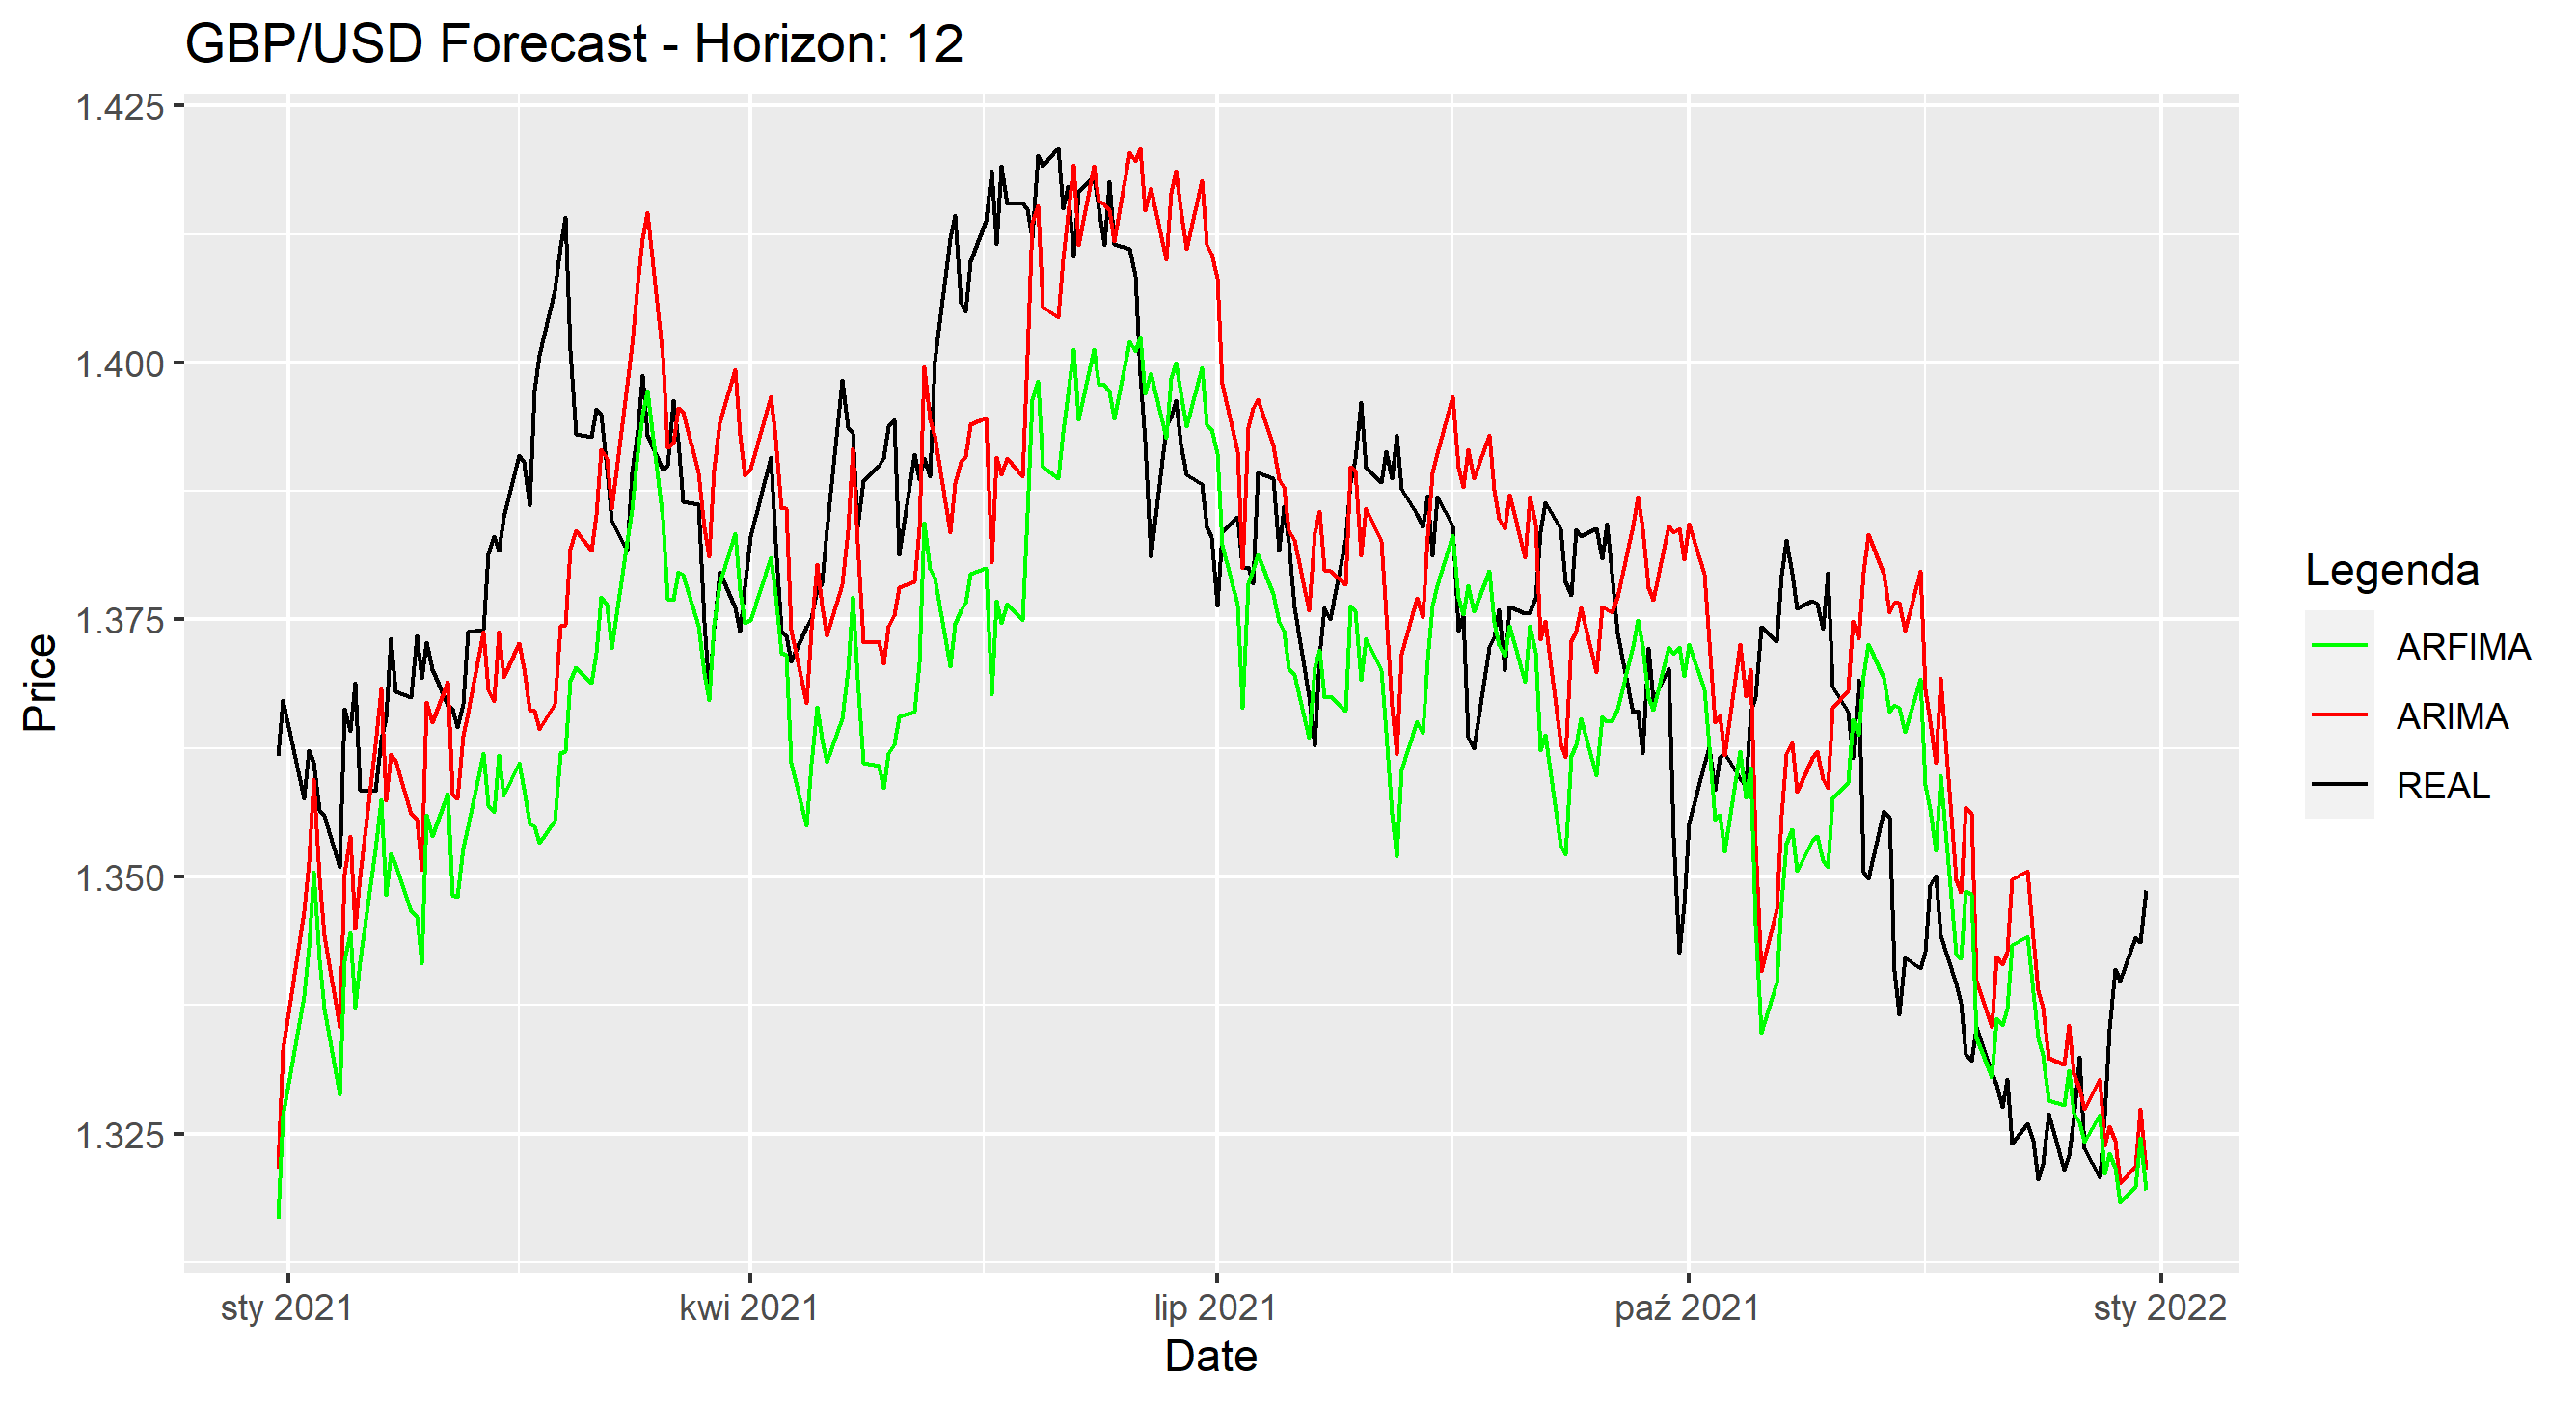 GBP/USD Forecast - Horizon: 12
Price
1.425
1.400
1.375
1.350
1.325
sty 2021
kwi 2021
lip 2021
paź 2021
sty 2022
Date
Legenda
ARFIMA
ARIMA
REAL